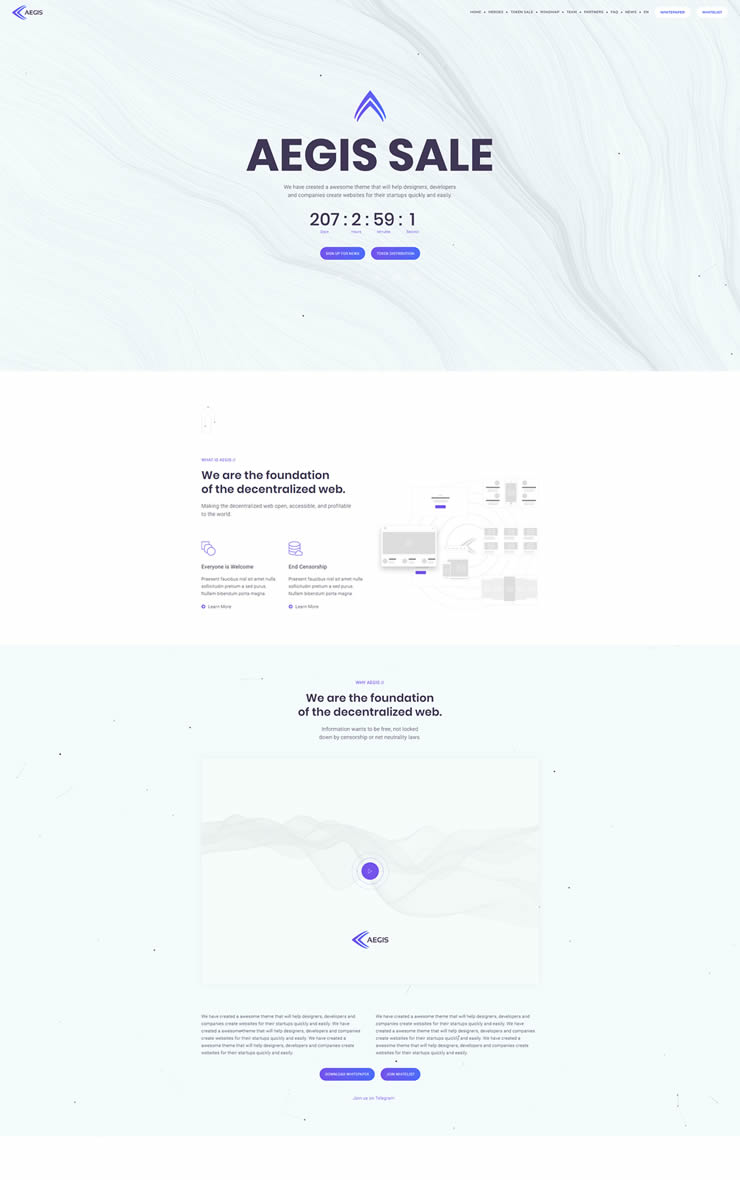 AEGIS
HOME • HEROES • TOKEN SALE • ROADMAP • TEAM • PARTNERS • FAQ • NEWS • EN
WHITEPAPER
WHITELIST
AEGIS SALE
We have created a awesome theme that will help designers, developers
and companies create websites for their startups quickly and easily.
207 : 2 : 59 : 1
Days Hours Minutes Second
SIGN UP FOR NEWS
TOKEN DISTRIBUTION
WHAT IS AEGIS //
We are the foundation
of the decentralized web.
Making the decentralized web open, accessible, and profitable
to the world.
Everyone is Welcome
Praesent faucibus nisl sit amet nulla
sollicitudin pretium a sed purus.
Nullam bibendum porta magna.
Learn More
End Censorship
Praesent faucibus nisl sit amet nulla
sollicitudin pretium a sed purus.
Nullam bibendum porta magna.
Learn More
WHY AEGIS //
We are the foundation
of the decentralized web.
Information wants to be free, not locked
down by censorship or net neutrality laws.
AEGIS
We have created a awesome theme that will help designers, developers and
companies create websites for their startups quickly and easily. We have
created a awesometheme that will help designers, developers and companies
create websites for their startups quickly and easily. We have created a
awesome theme that will help designers, developers and companies create
websites for their startups quickly and easily.
We have created a awesome theme that will help designers, developers and
companies create websites for their startups quickly and easily. We have
created a awesome theme that will help designers, developers and companies
create websites for their startups quickly and easily. We have created a
awesome theme that will help designers, developers and companies create
websites for their startups quickly and easily.
DOWNLOAD WHITEPAPER
JOIN WHITELIST
Join us on Telegram